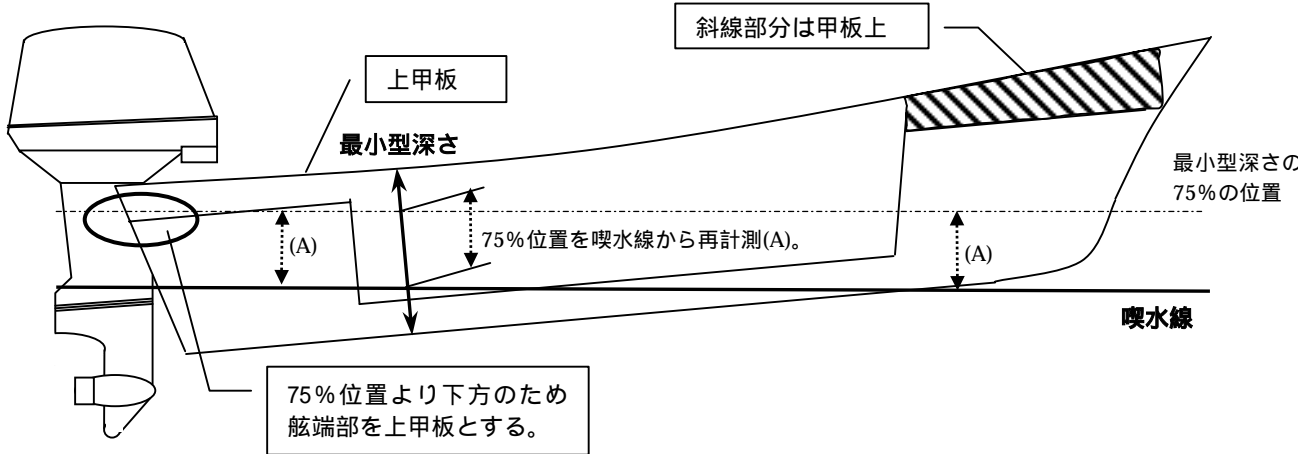 斜線部分は甲板上
上甲板
最小型深さ
最小型深さの
75%の位置
(A)
75%位置を喫水線から再計測(A)。
(A)
喫水線
75%位置より下方のため
舷端部を上甲板とする。